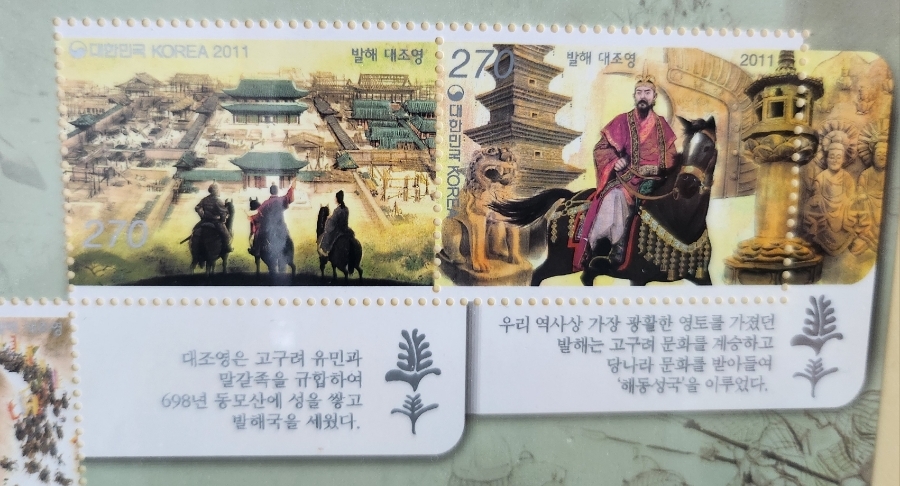 대한민국 KOREA 2011
발해 대조영
270
270
발해 대조영
2011
대한민국 KOREA
대조영은 고구려 유민과
말갈족을 규합하여
698년 동모산에 성을 쌓고
발해국을 세웠다.
우리 역사상 가장 광활한 영토를 가졌던
발해는 고구려 문화를 계승하고
당나라 문화를 받아들여
'해동성국'을 이루었다.